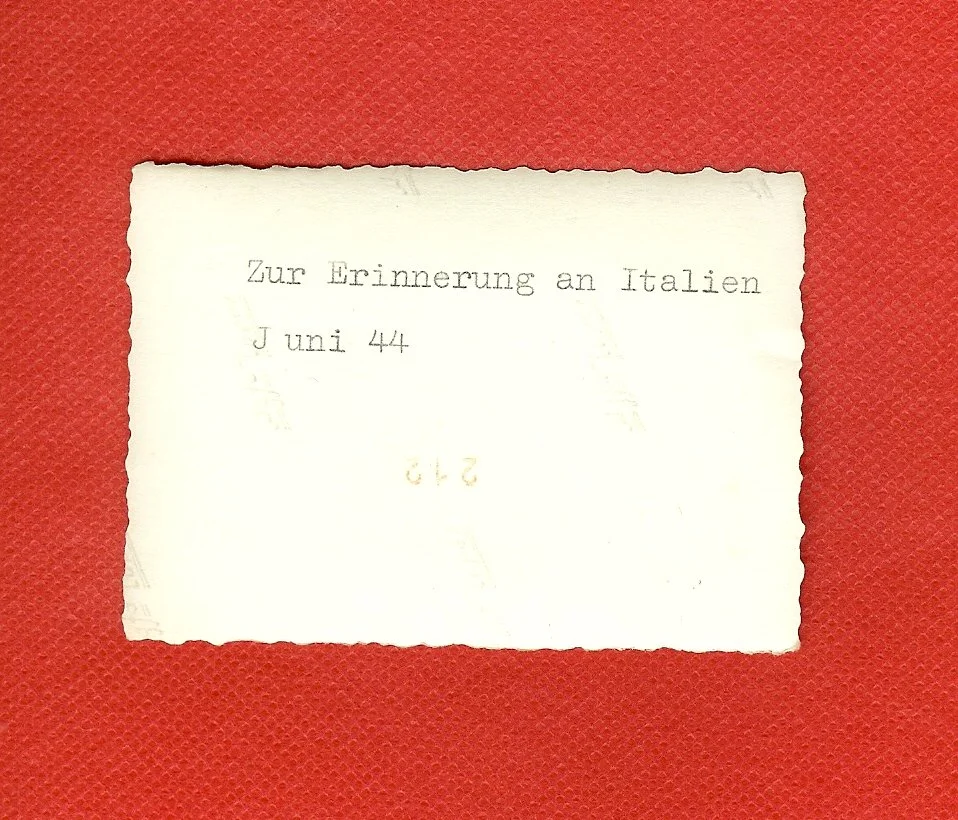 Zur Erinnerung an Italien
J uni 44
212